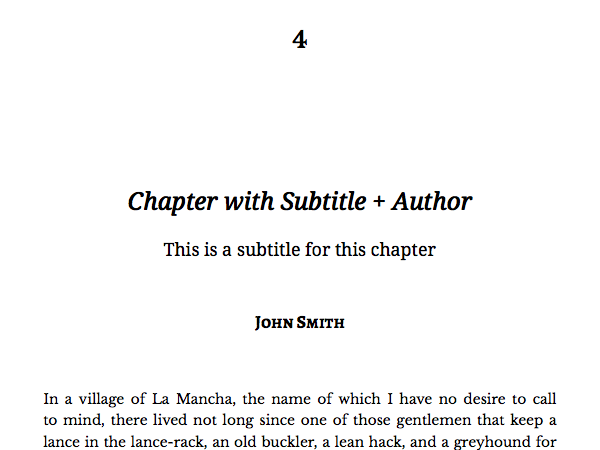 4
Chapter with Subtitle + Author
This is a subtitle for this chapter
John Smith
In a village of La Mancha, the name of which I have no desire to call
to mind, there lived not long since one of those gentlemen that keep a
lance in the lance-rack, an old buckler, a lean hack, and a greyhound for